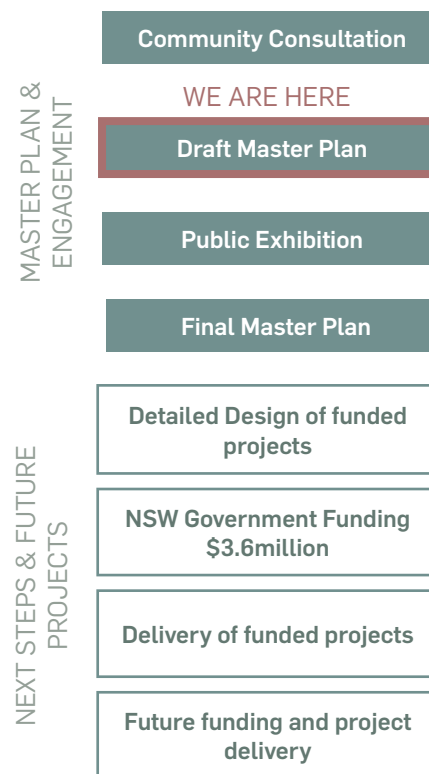 MASTER PLAN &
ENGAGEMENT
Community Consultation
WE ARE HERE
Draft Master Plan
Public Exhibition
Final Master Plan
NEXT STEPS & FUTURE
PROJECTS
Detailed Design of funded
projects
NSW Government Funding
$3.6million
Delivery of funded projects
Future funding and project
delivery